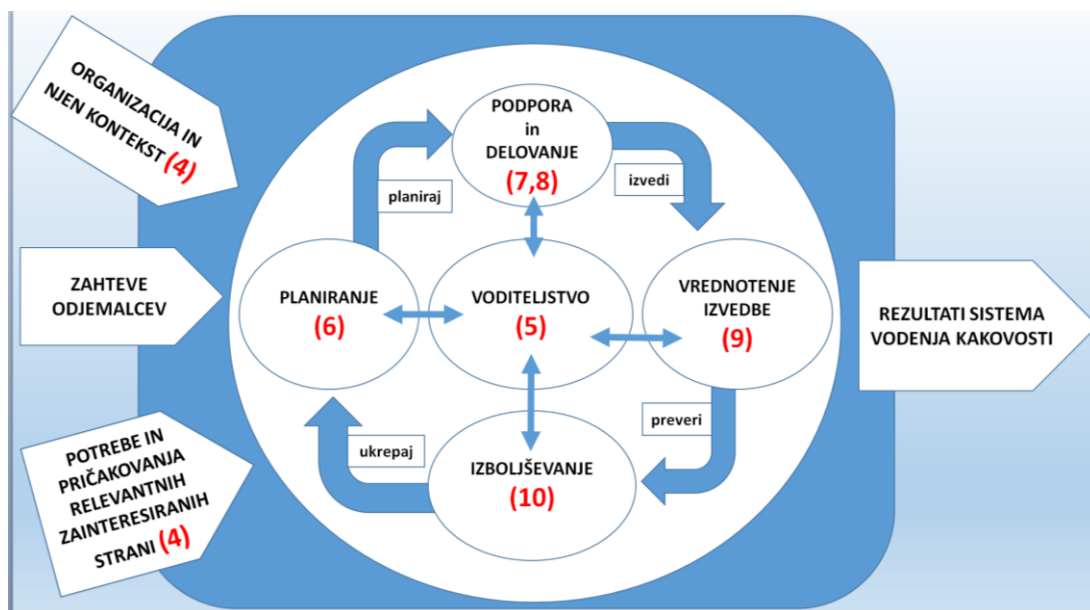 ORGANIZACIJA IN
NJEN KONTEKST (4)
ZAHTEVE
ODJEMALCEV
POTREBE IN
PRIČAKOVANJA
RELEVANTNIH
ZAINTERESIRANIH
STRANI (4)
PODPORA
in
DELOVANJE
(7,8)
planiraj
izvedi
PLANIRANJE
(6)
VODITELJSTVO
(5)
VREDNOTENJE
IZVEDBE
(9)
ukrepaj
preveri
IZBOLJŠEVANJE
(10)
REZULTATI SISTEMA
VODENJA KAKOVOSTI